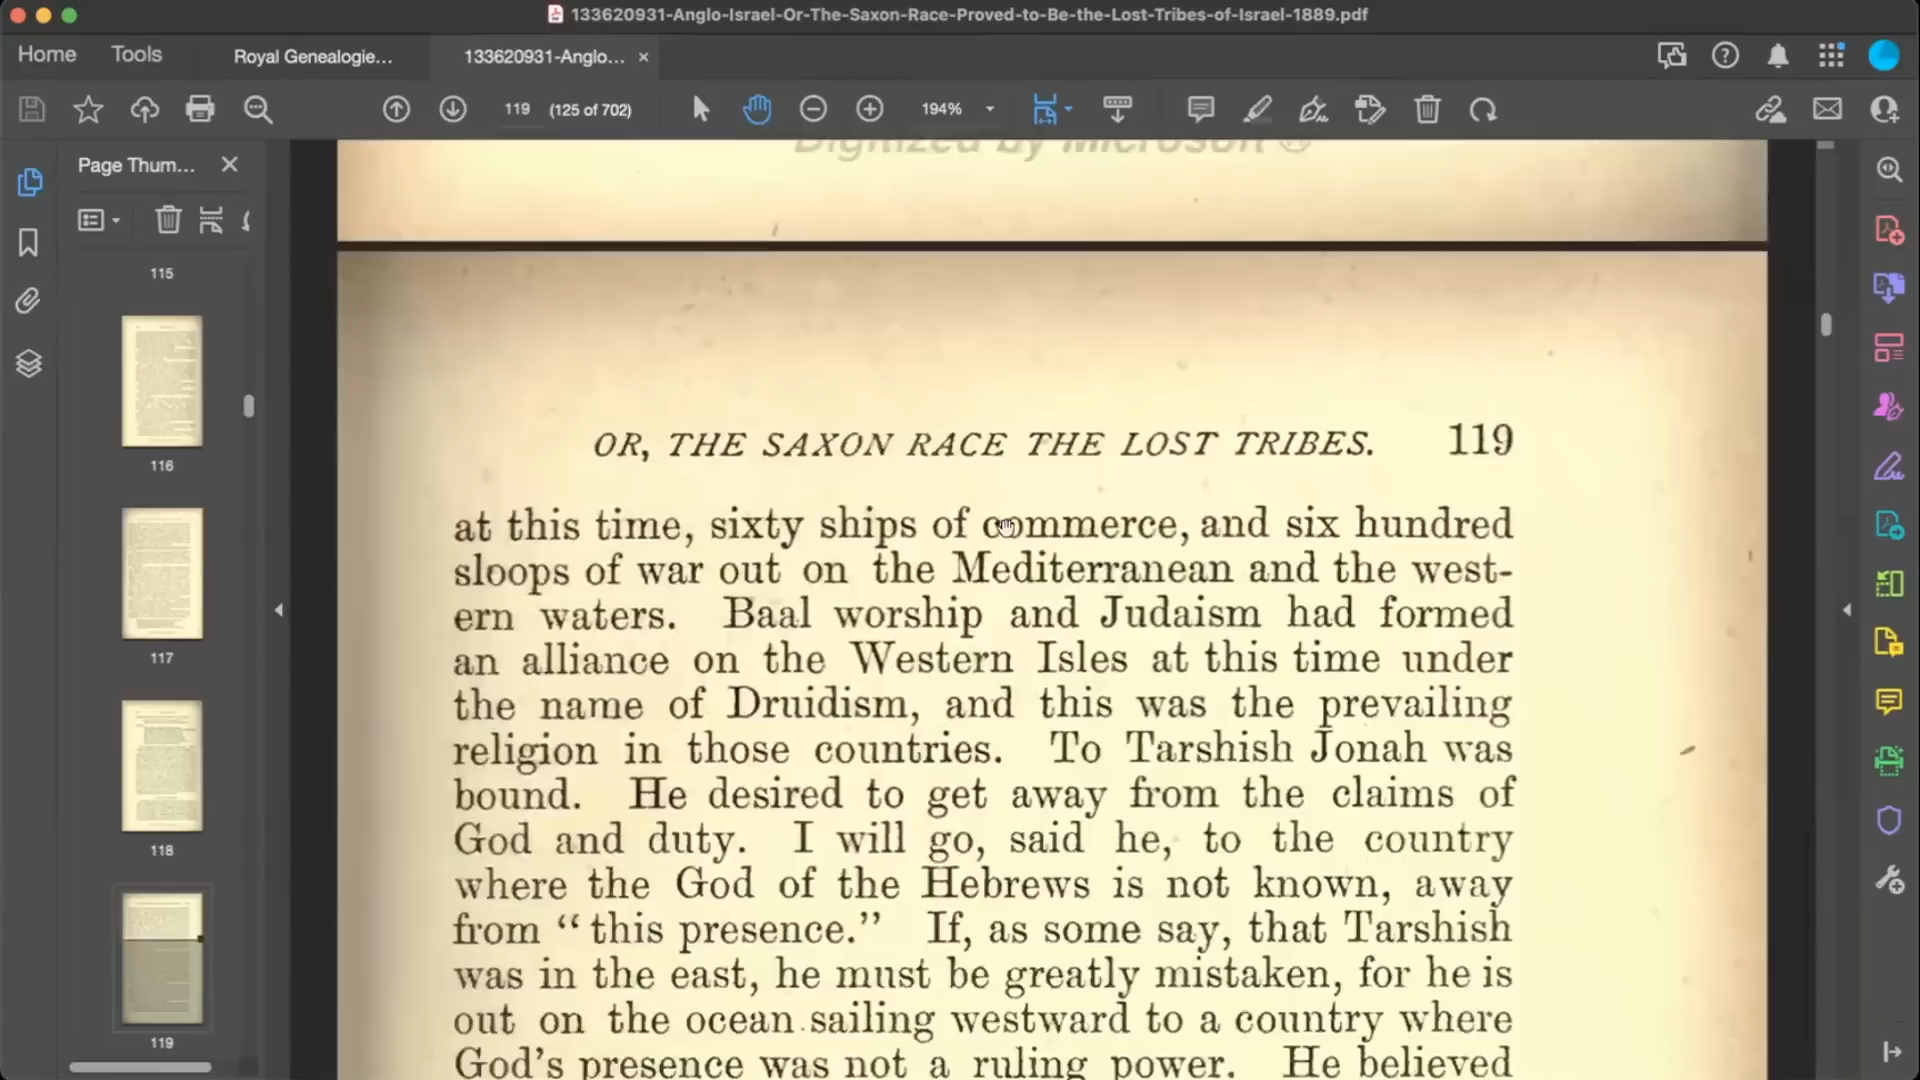 133620931-Anglo-Israel-Or-The-Saxon-Race-Proved-to-Be-the-Lost-Tribes-of-Israel-1889.pdf
Home
Tools
Royal Genealogie...
133620931-Anglo...
119
(125 of 702)
194%
Page Thum...
115
116
117
118
119
Digitized by Microsoft ®
OR, THE SAXON RACE THE LOST TRIBES. 119
at this time, sixty ships of commerce, and six hundred
sloops of war out on the Mediterranean and the west-
ern waters. Baal worship and Judaism had formed
an alliance on the Western Isles at this time under
the name of Druidism, and this was the prevailing
religion in those countries. To Tarshish Jonah was
bound. He desired to get away from the claims of
God and duty. I will go, said he, to the country
where the God of the Hebrews is not known, away
from “this presence.” If, as some say, that Tarshish
was in the east, he must be greatly mistaken, for he is
out on the ocean sailing westward to a country where
God's presence was not a ruling power. He believed